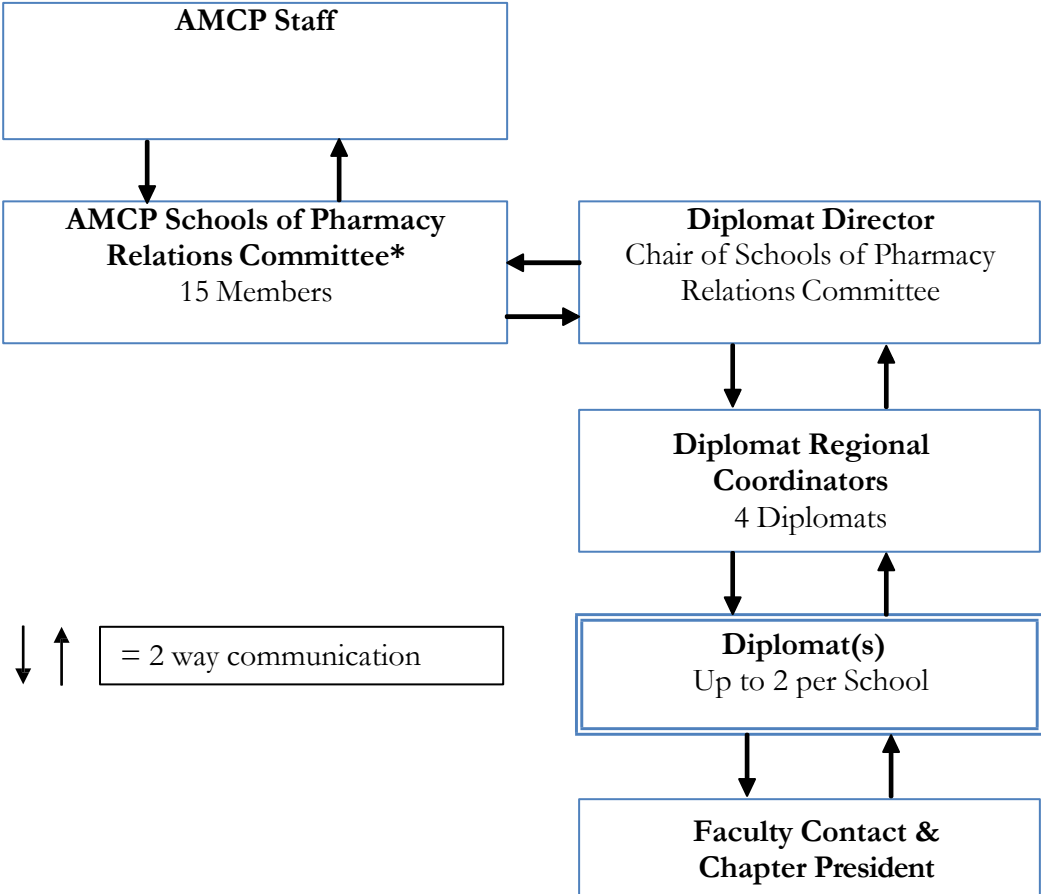 AMCP Staff
AMCP Schools of Pharmacy
Relations Committee*
15 Members
Diplomat Director
Chair of Schools of Pharmacy
Relations Committee
Diplomat Regional
Coordinators
4 Diplomats
= 2 way communication
Diplomat(s)
Up to 2 per School
Faculty Contact &
Chapter President